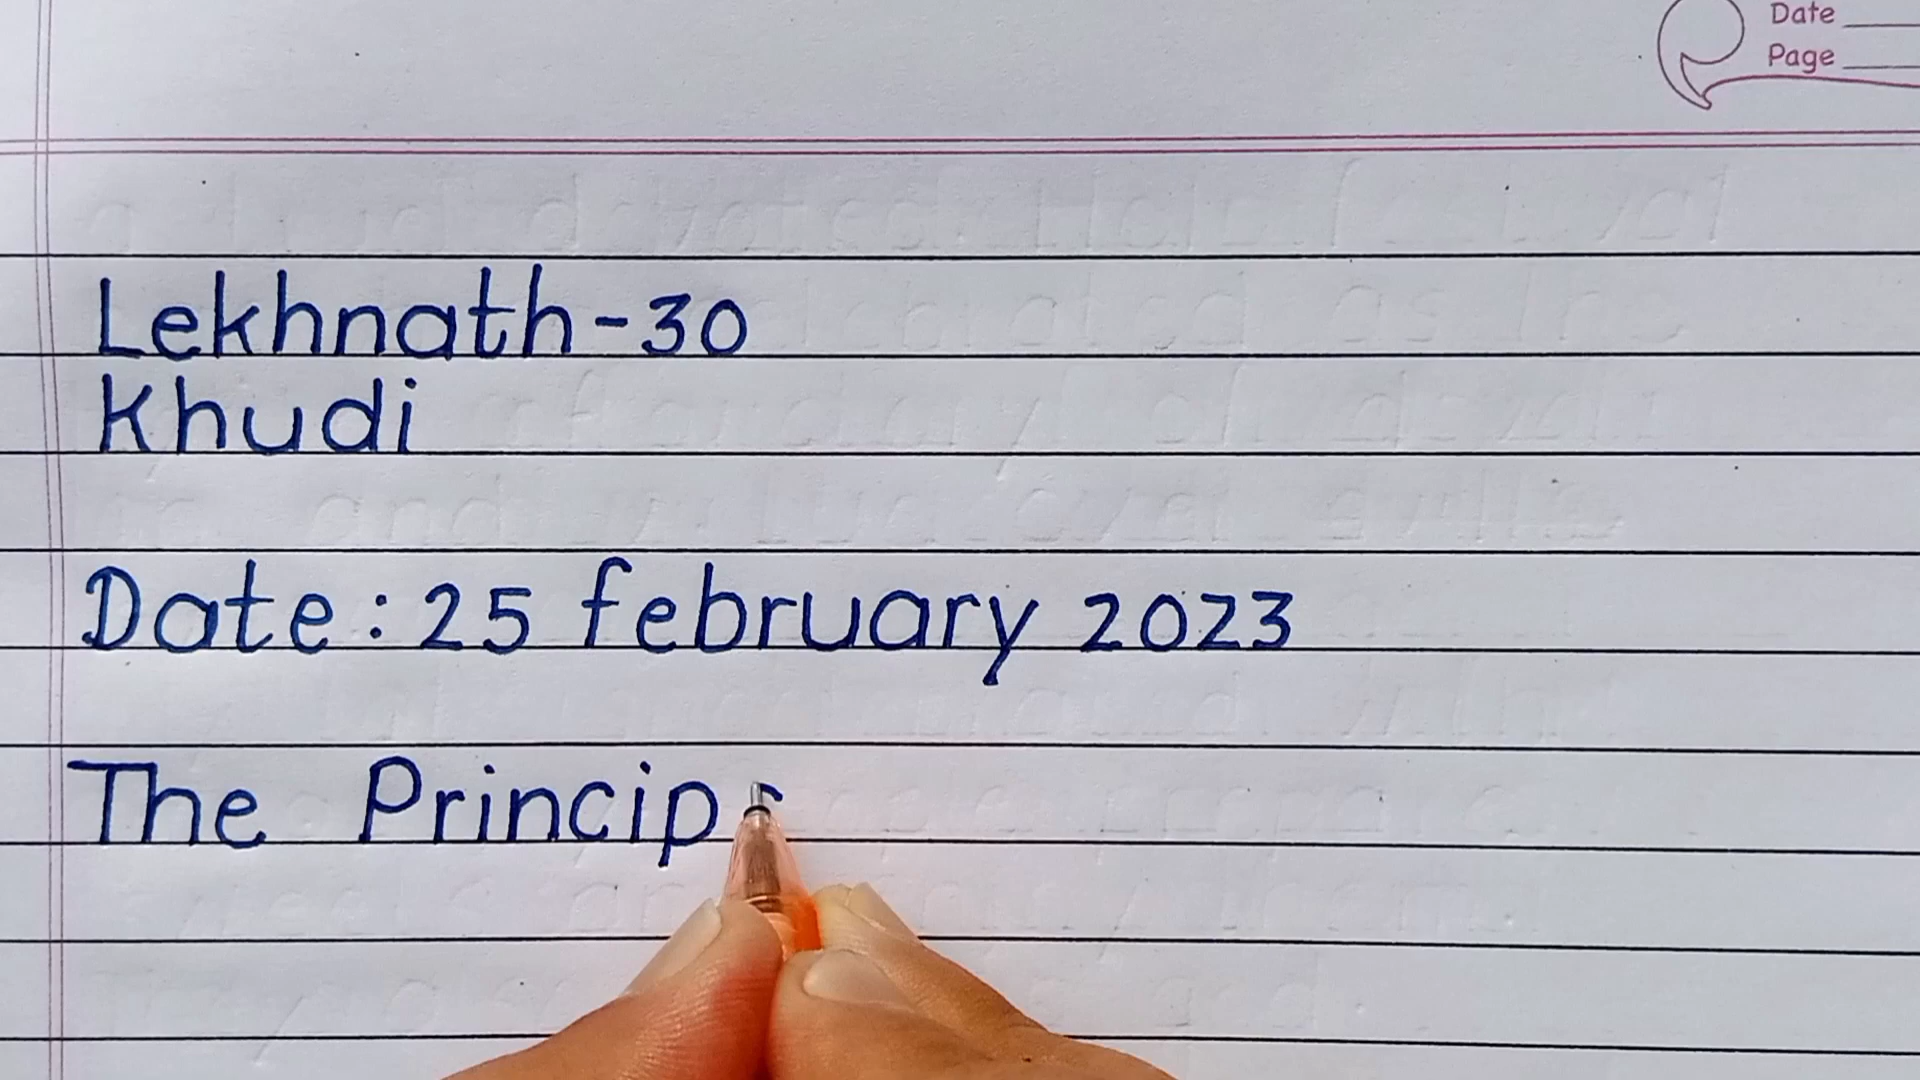 Date
Page
Lekhnath-30
Khudi
Date: 25 february 2023
The Princip